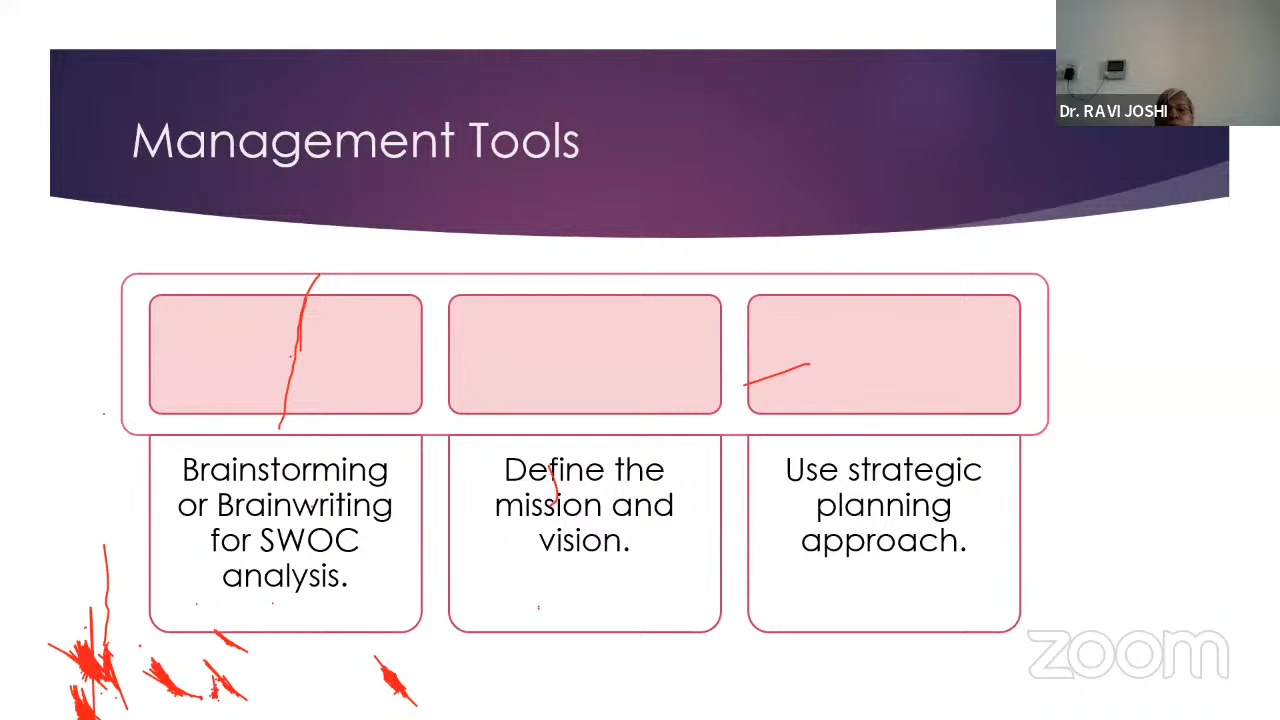 Dr. RAVI JOSHI
Management Tools
Brainstorming
or Brainwriting
for SWOC
analysis.
Define the
mission and
vision.
Use strategic
planning
approach.
zoom